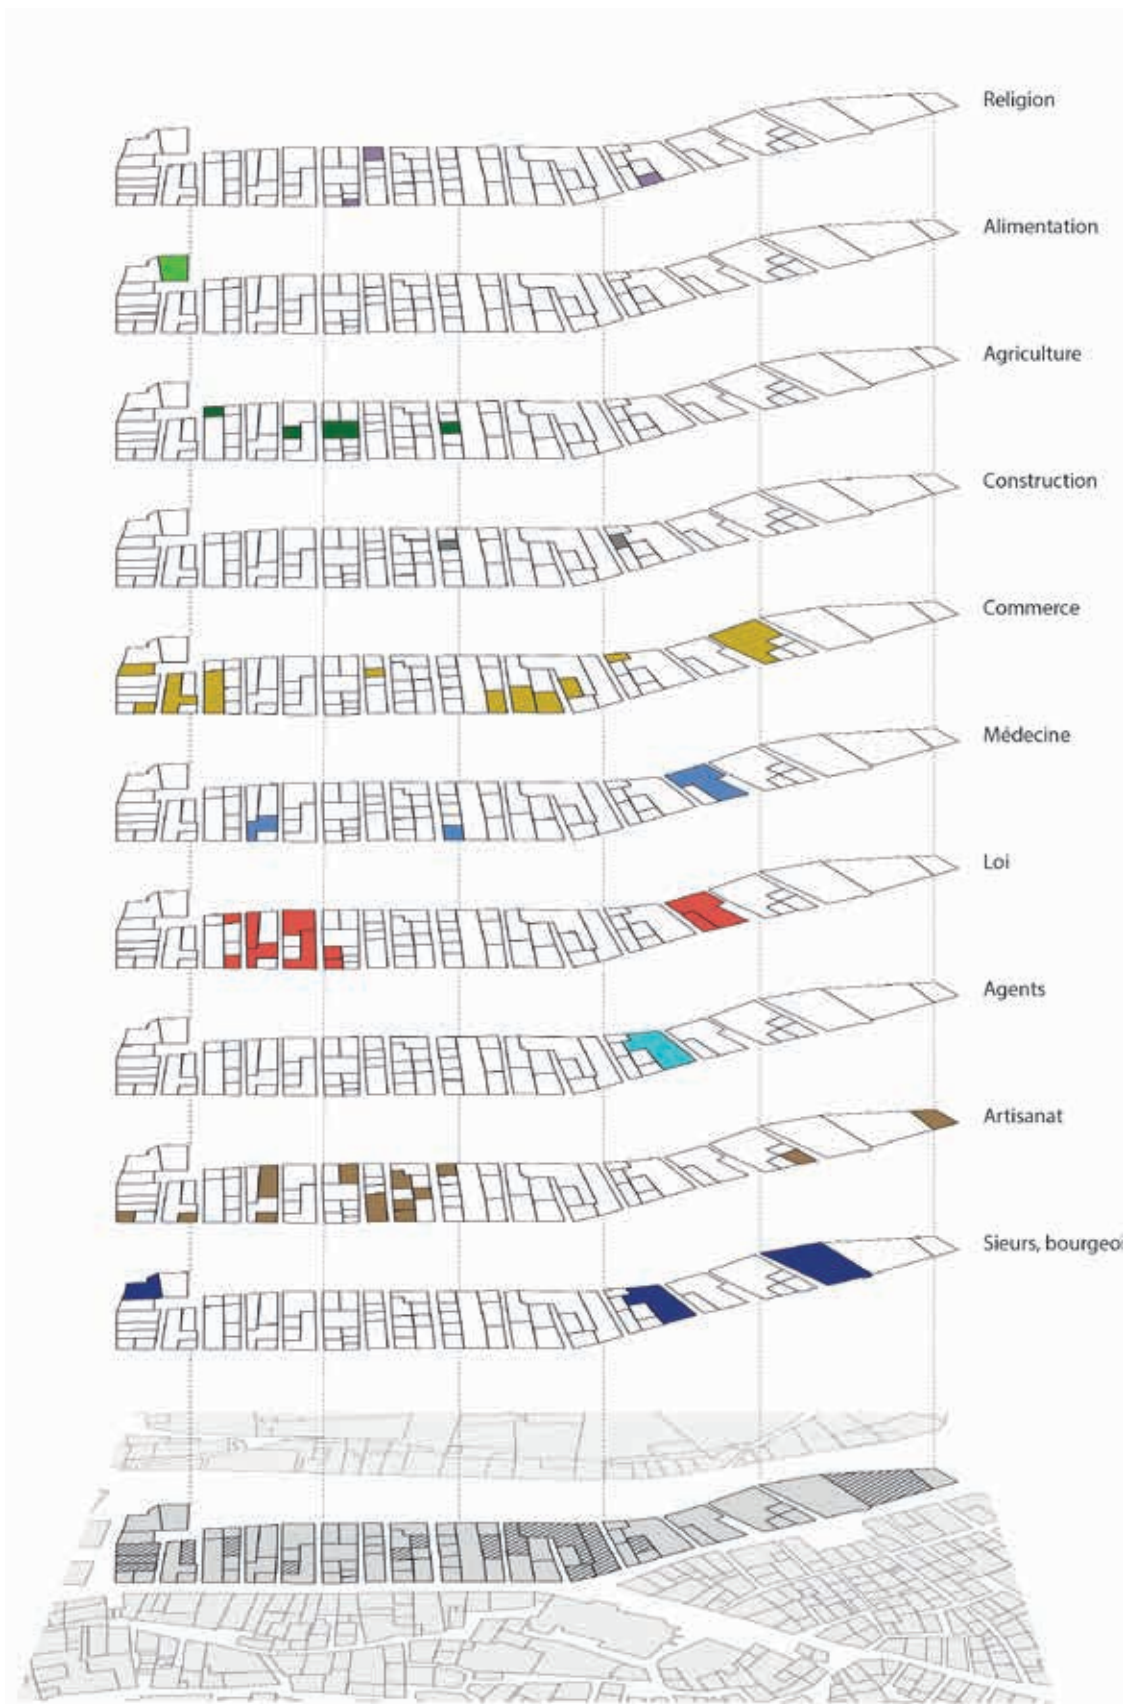 Religion
Alimentation
Agriculture
Construction
Commerce
Médecine
Loi
Agents
Artisanat
Sieurs, bourgeoi